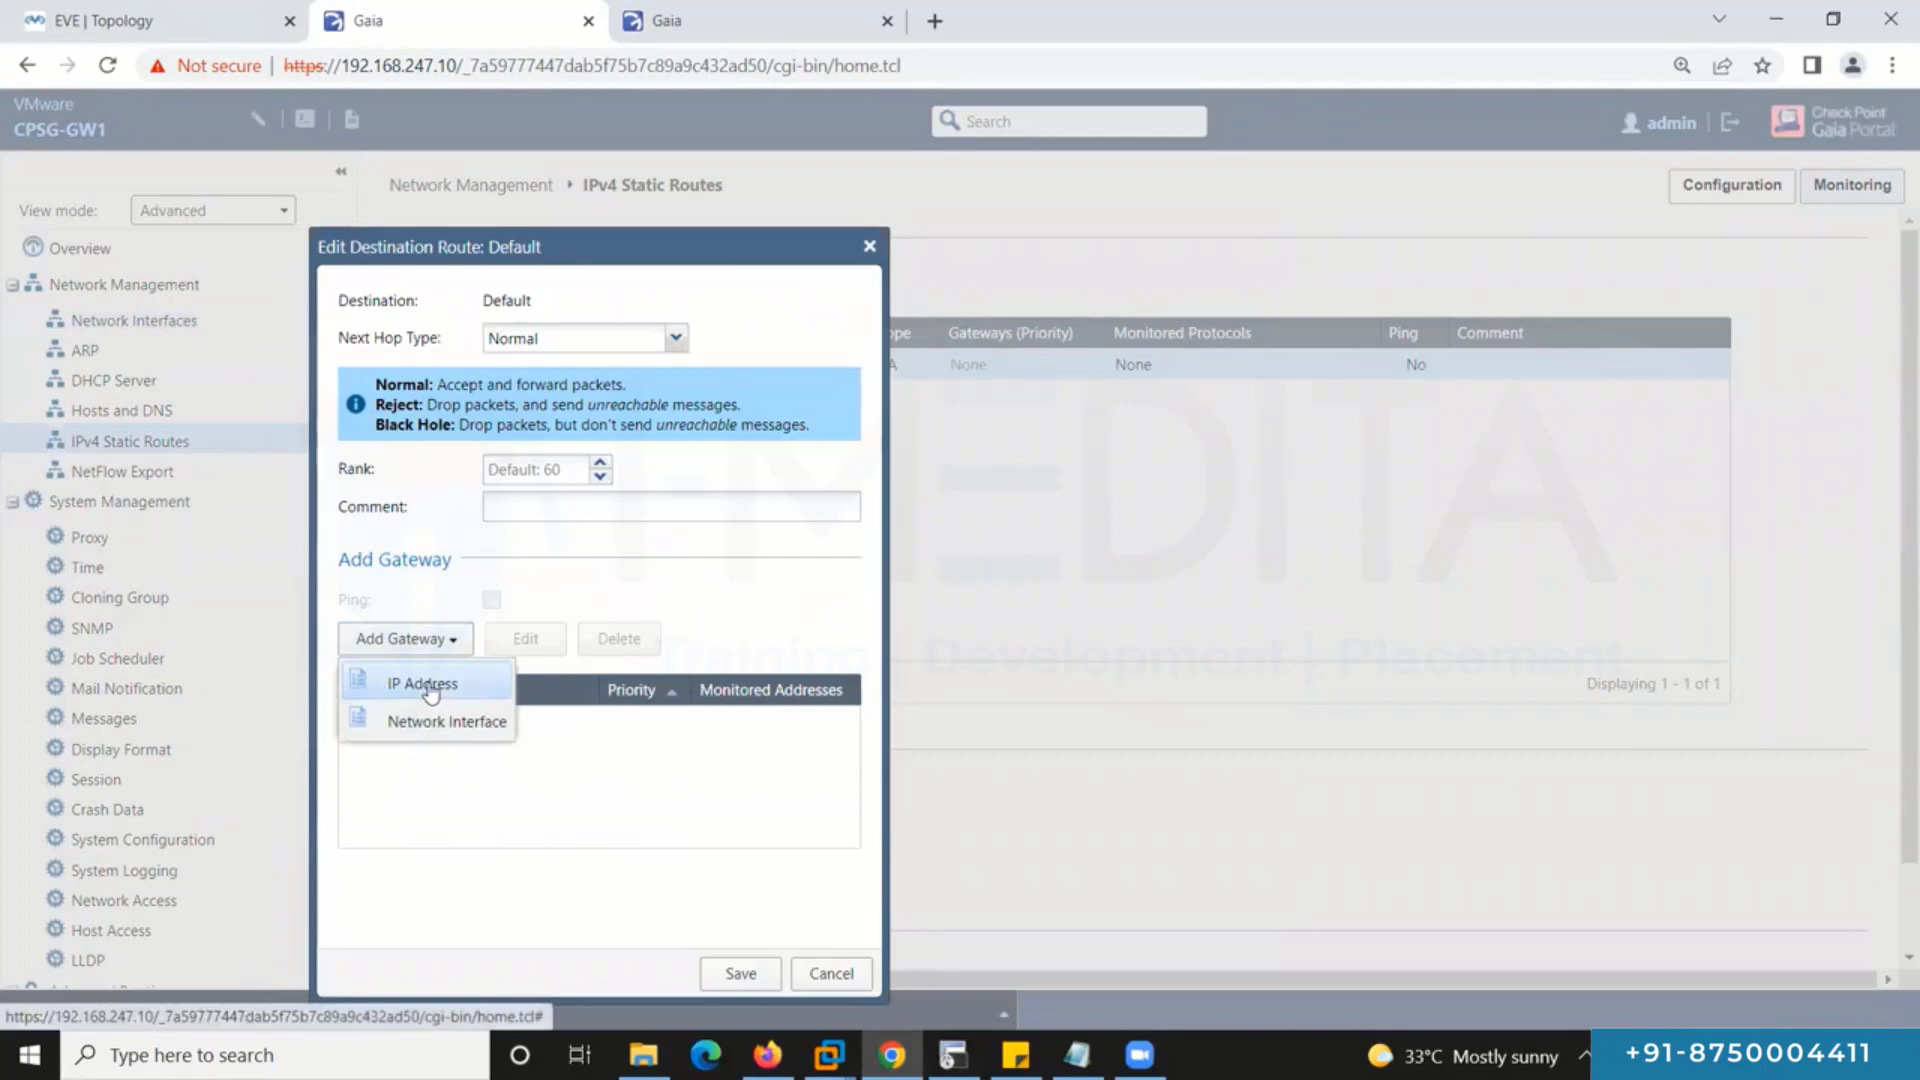 EVE | Topology
Gaia
Gaia
Not secure
https://192.168.247.10/_7a59777447dab5f75b7c89a9c432ad50/cgi-bin/home.tcl
VMware
CPSG-GW1
Search
admin
Check Point
Gaia Portal
View mode:
Advanced
Network Management
IPv4 Static Routes
Configuration
Monitoring
Overview
Network Management
Network Interfaces
ARP
DHCP Server
Hosts and DNS
IPv4 Static Routes
NetFlow Export
System Management
Proxy
Time
Cloning Group
SNMP
Job Scheduler
Mail Notification
Messages
Display Format
Session
Crash Data
System Configuration
System Logging
Network Access
Host Access
LLDP
Edit Destination Route: Default
Destination:
Default
Next Hop Type:
Normal
Normal: Accept and forward packets.
Reject: Drop packets, and send unreachable messages.
Black Hole: Drop packets, but don't send unreachable messages.
Rank:
Default: 60
Comment:
Add Gateway
Ping:
Add Gateway
Edit
Delete
IP Address
Network Interface
Priority
Monitored Addresses
Save
Cancel
Gateways (Priority)
Monitored Protocols
Ping
Comment
None
None
No
Training | Development | Placement
Displaying 1 - 1 of 1
https://192.168.247.10/_7a59777447dab5f75b7c89a9c432ad50/cgi-bin/home.tcl#
Type here to search
33°C Mostly sunny
+91-8750004411